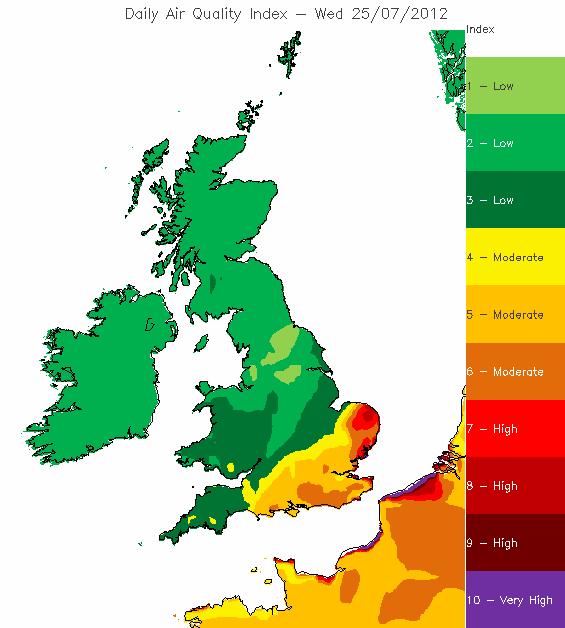 Daily Air Quality Index – Wed 25/07/2012
Index
1 – Low
2 – Low
3 – Low
4 – Moderate
5 – Moderate
6 – Moderate
7 – High
8 – High
9 – High
10 – Very High